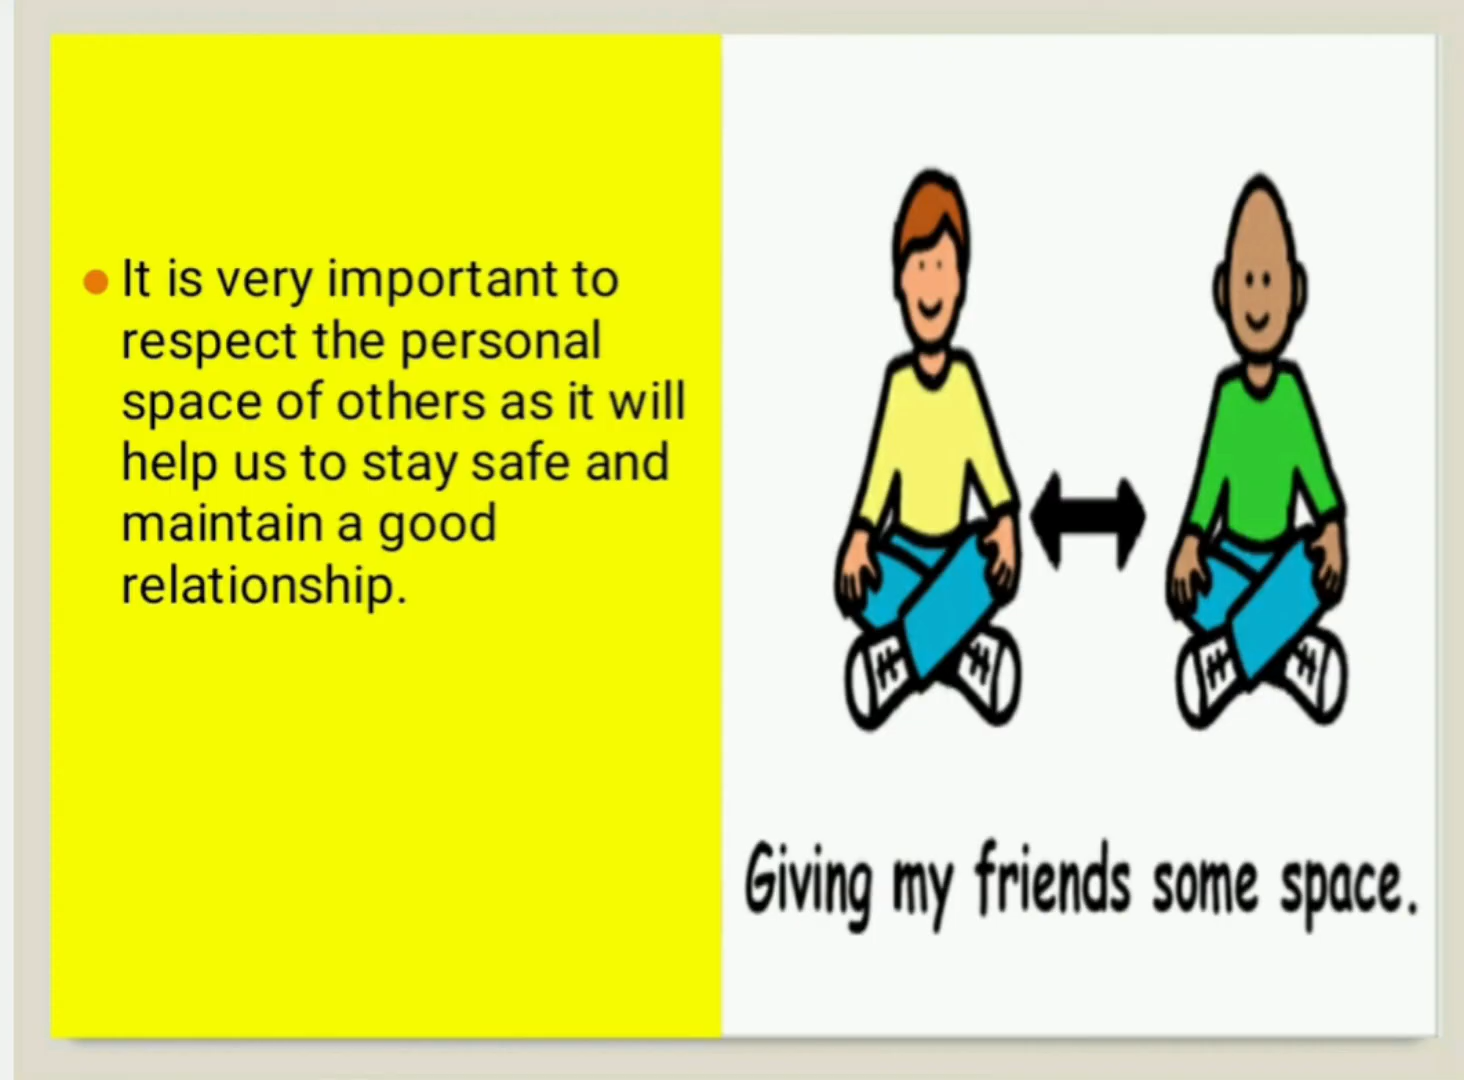 It is very important to
respect the personal
space of others as it will
help us to stay safe and
maintain a good
relationship.
Giving my friends some space.